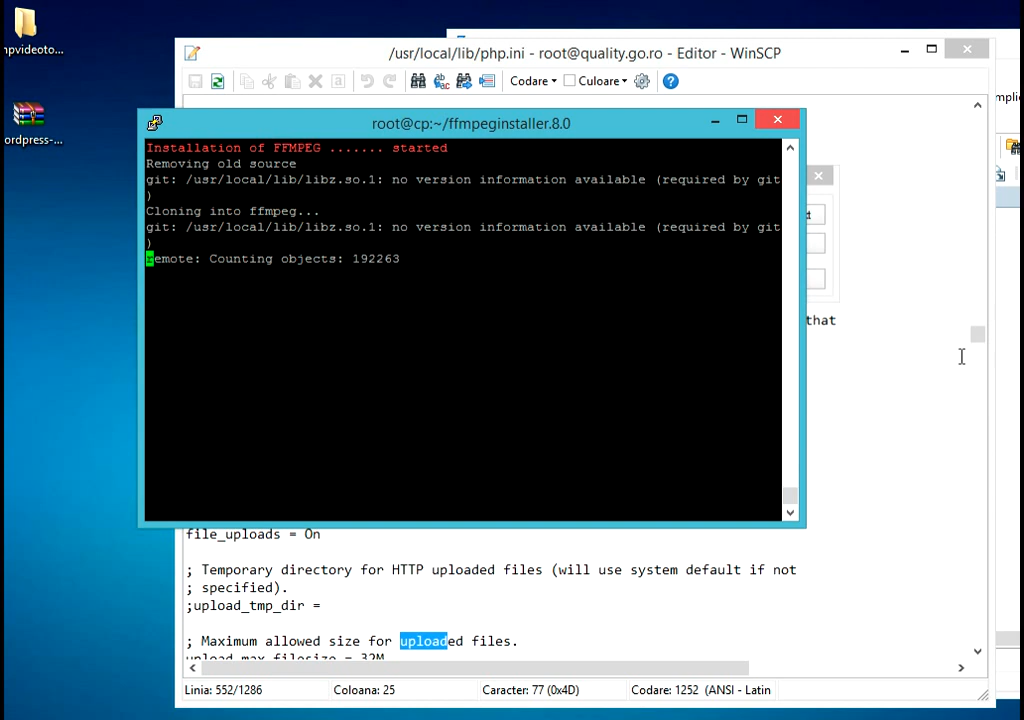 npvideoto...
ordpress-...
/usr/local/lib/php.ini - root@quality.go.ro - Editor - WinSCP
Codare
Culoare
root@cp:~/ffmpeginstaller.8.0
Installation of FFMPEG ....... started
Removing old source
git: /usr/local/lib/libz.so.1: no version information available (required by git
)
Cloning into ffmpeg...
git: /usr/local/lib/libz.so.1: no version information available (required by git
)
remote: Counting objects: 192263
that
file_uploads = On
; Temporary directory for HTTP uploaded files (will use system default if not
; specified).
;upload_tmp_dir =
; Maximum allowed size for uploaded files.
upload_max_filesize = 32M
Linia: 552/1286
Coloana: 25
Caracter: 77 (0x4D)
Codare: 1252 (ANSI - Latin